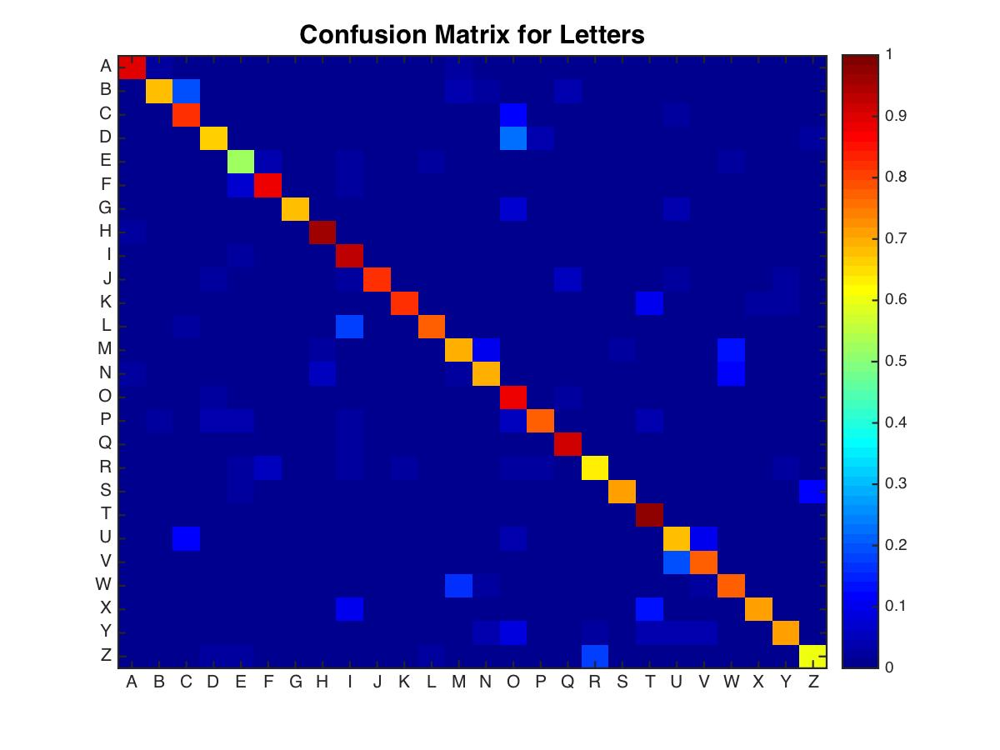 Confusion Matrix for Letters
A
B
C
D
E
F
G
H
I
J
K
L
M
N
O
P
Q
R
S
T
U
V
W
X
Y
Z
A B C D E F G H I J K L M N O P Q R S T U V W X Y Z
1
0.9
0.8
0.7
0.6
0.5
0.4
0.3
0.2
0.1
0